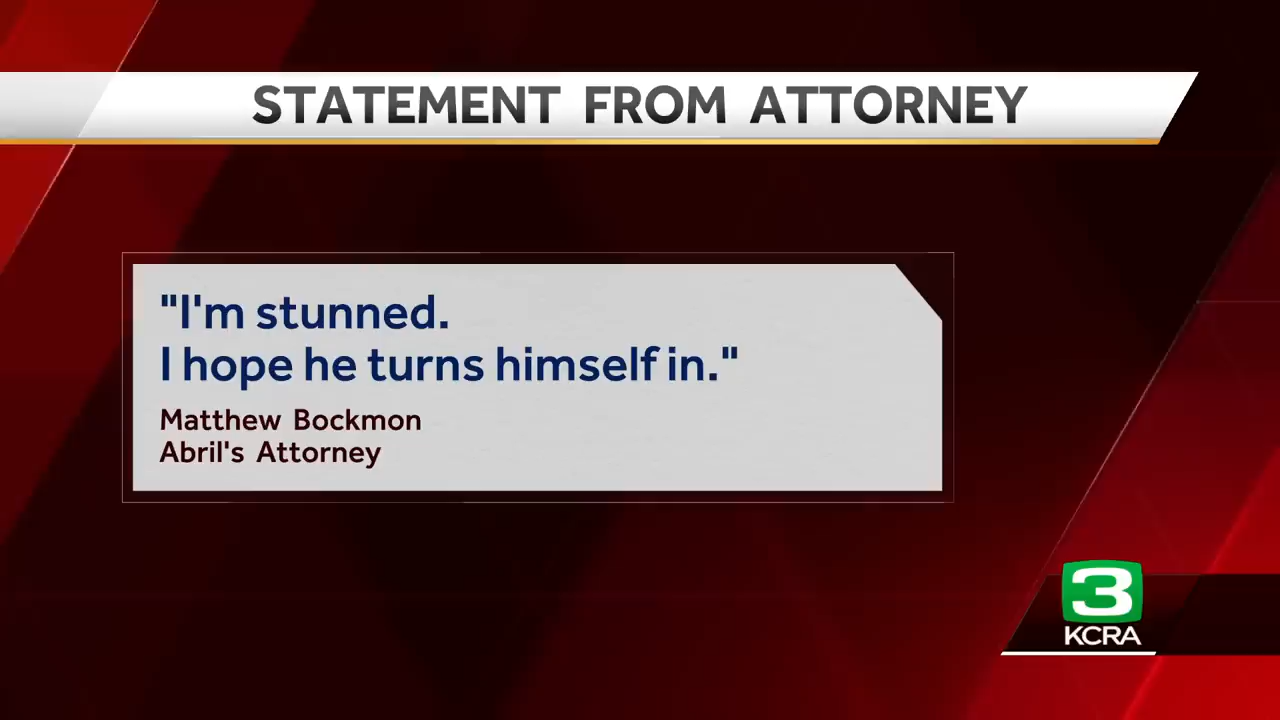 STATEMENT FROM ATTORNEY
"I'm stunned.
I hope he turns himself in."
Matthew Bockmon
Abril's Attorney
3
KCRA